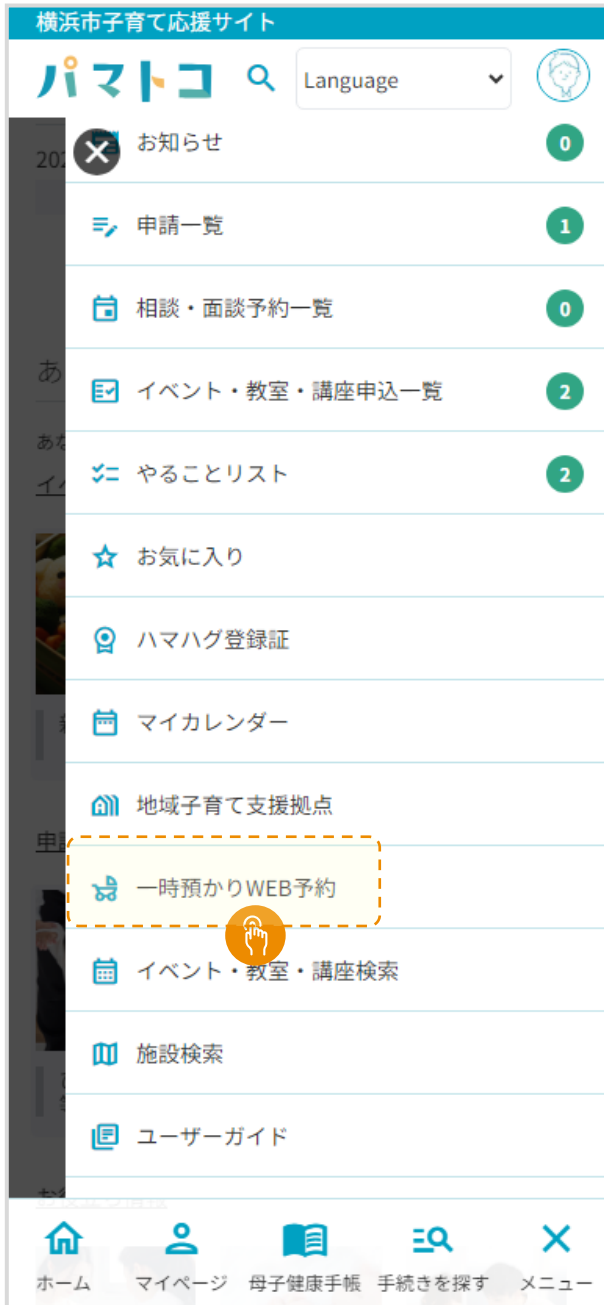 横浜市子育て応援サイト
パマトコ
Language
お知らせ 0
申請一覧 1
相談・面談予約一覧 0
イベント・教室・講座申込一覧 2
やることリスト 2
お気に入り
ハマハグ登録証
マイカレンダー
地域子育て支援拠点
一時預かりWEB予約
イベント・教室・講座検索
施設検索
ユーザーガイド
ホーム マイページ 母子健康手帳 手続きを探す メニュー